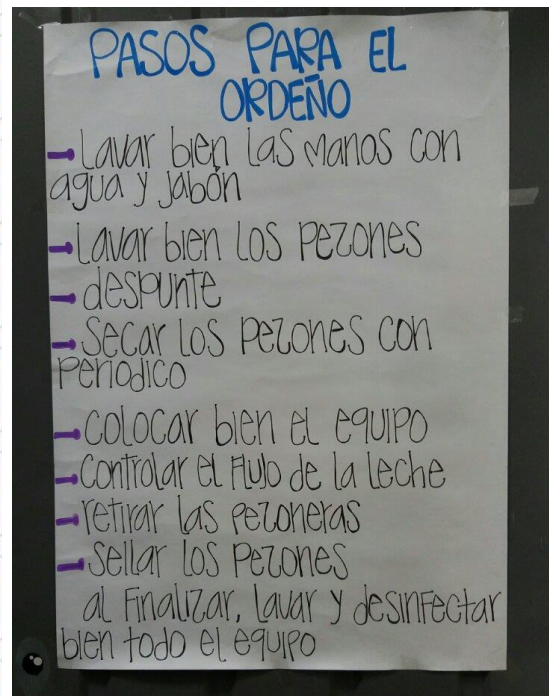 PASOS PARA EL
ORDEÑO
- Lavar bien las manos con
agua y jabón
- Lavar bien los pezones
- despunte
- Secar los pezones con
periodico
- colocar bien el equipo
- controlar el flujo de la leche
- retirar las pezoneras
- Sellar los pezones
al finalizar, lavar y desinfectar
bien todo el equipo